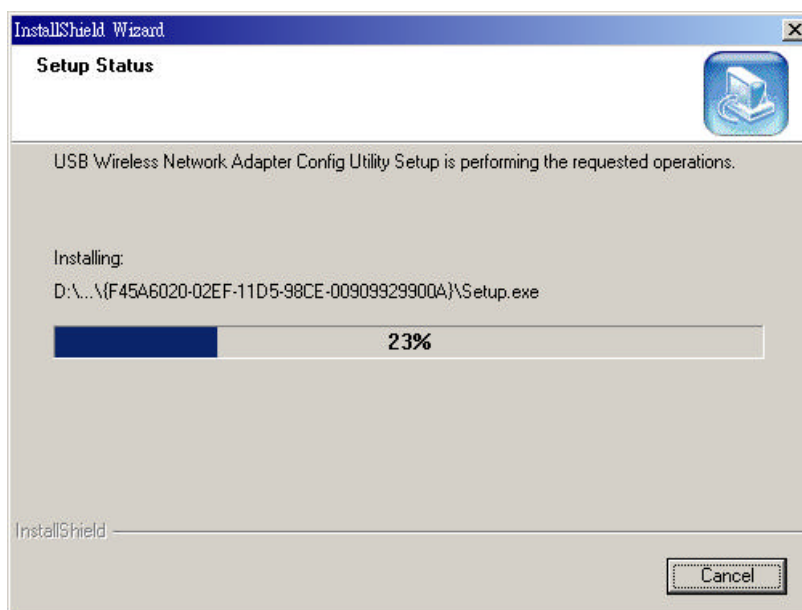 InstallShield Wizard
Setup Status
USB Wireless Network Adapter Config Utility Setup is performing the requested operations.
Installing:
D:\...\{F45A6020-02EF-11D5-98CE-00909929900A}\Setup.exe
23%
InstallShield
Cancel